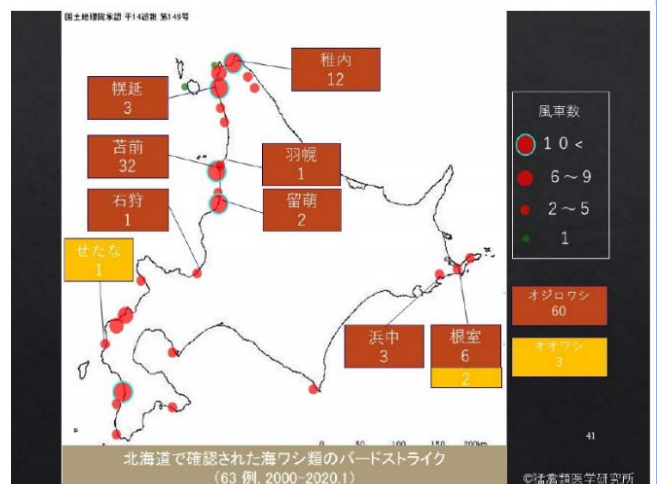 国土地理院承認 平14総複 第149号
稚内
12
幌延
3
苫前
32
羽幌
1
石狩
1
留萌
2
せたな
1
浜中
3
根室
6
2
風車数
10<
6～9
2～5
1
オジロワシ
60
オオワシ
3
0 50 100 150 200km
41
北海道で確認された海ワシ類のバードストライク
(63 例, 2000-2020.1)
©猛禽類医学研究所